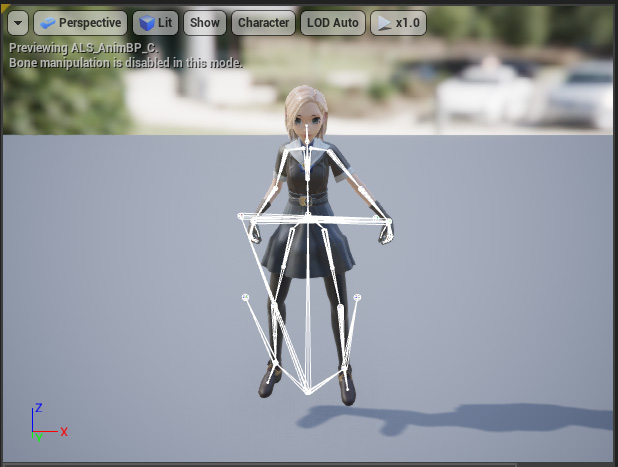 Perspective Lit Show Character LOD Auto x1.0
Previewing ALS_AnimBP_C.
Bone manipulation is disabled in this mode.
Z
Y X